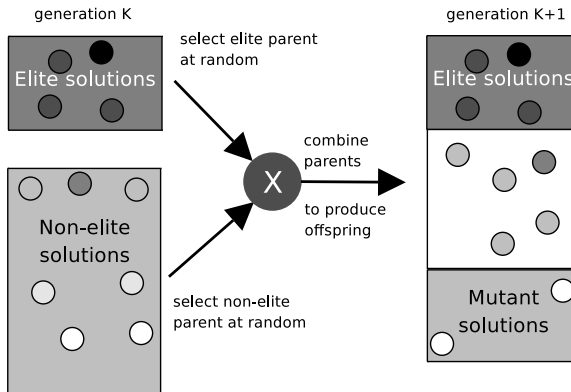 generation K
generation K+1
Elite solutions
select elite parent
at random
Elite solutions
combine
parents
X
to produce
offspring
Non-elite
solutions
select non-elite
parent at random
Mutant
solutions